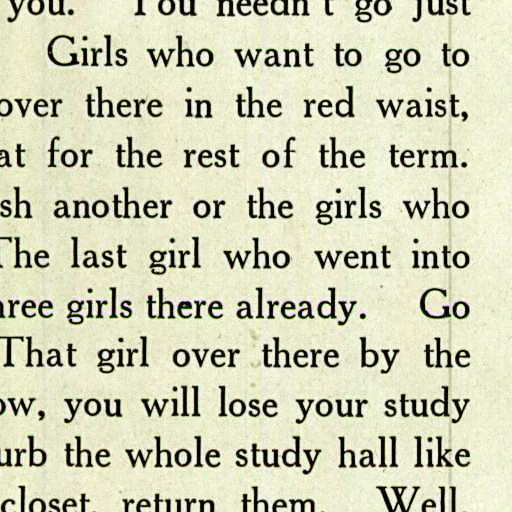 you. You needn't go just
Girls who want to go to
over there in the red waist,
at for the rest of the term.
sh another or the girls who
The last girl who went into
hree girls there already. Go
That girl over there by the
ow, you will lose your study
urb the whole study hall like
closet, return them. Well,